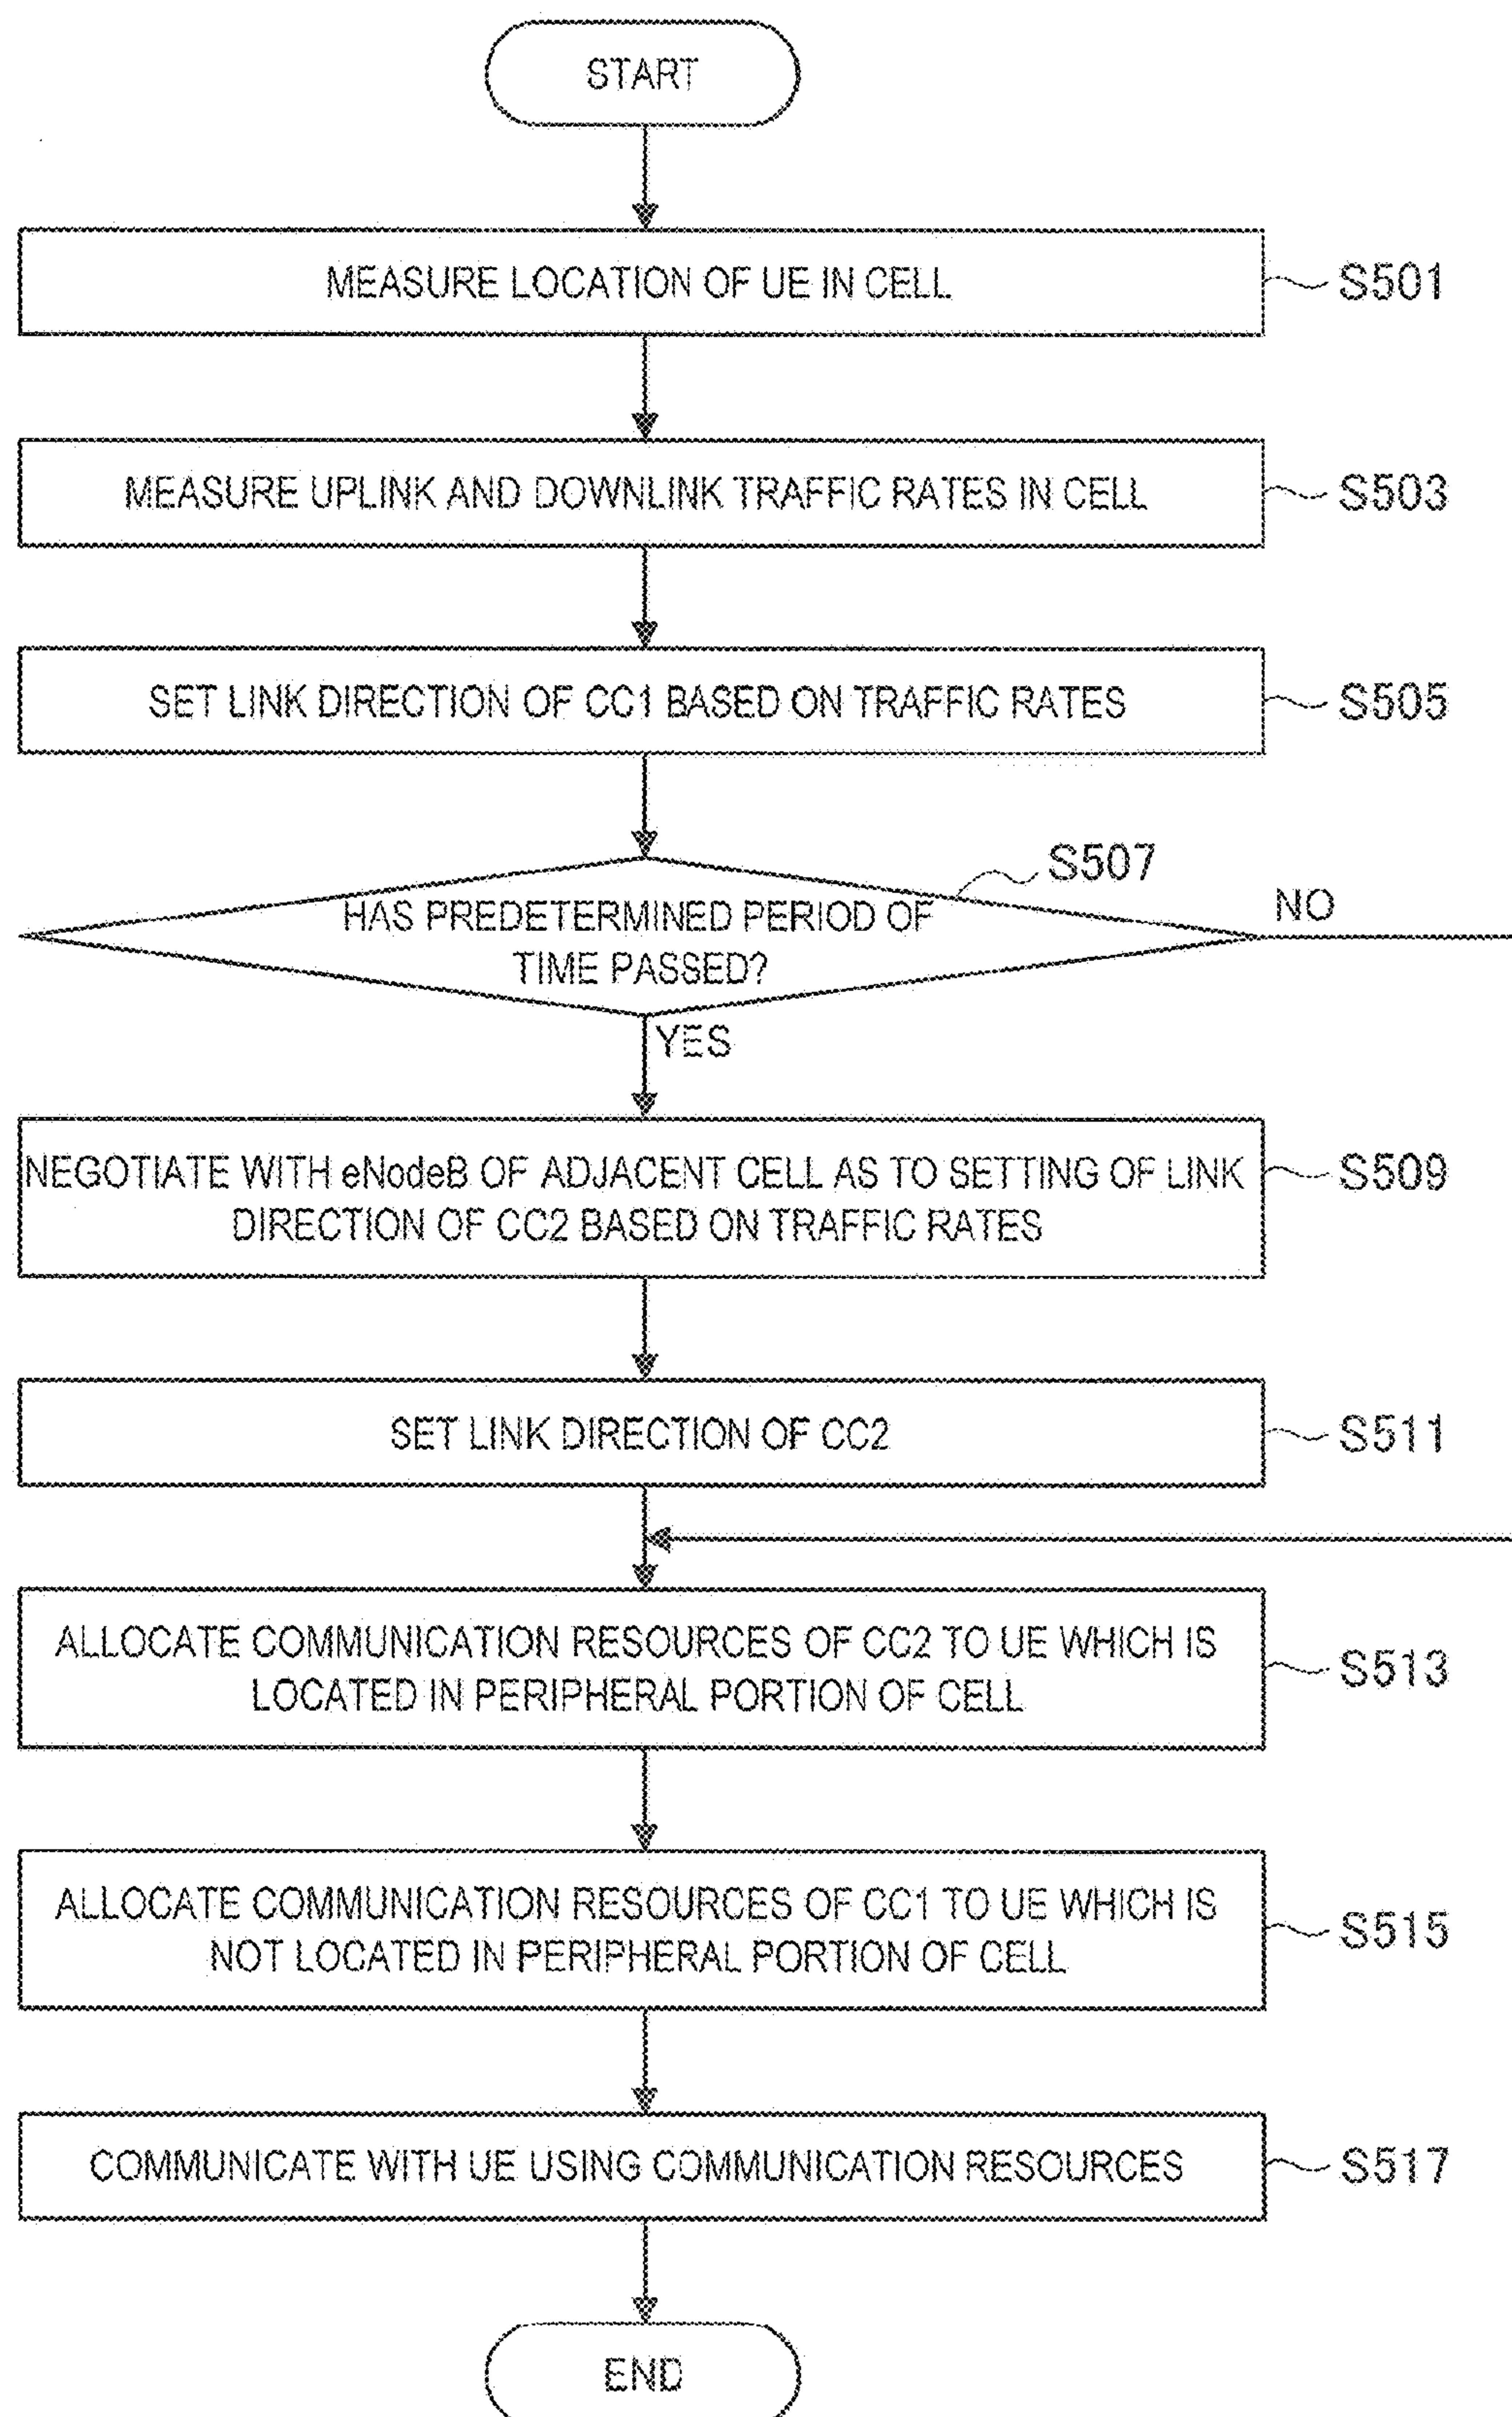 START
MEASURE LOCATION OF UE IN CELL
S501
MEASURE UPLINK AND DOWNLINK TRAFFIC RATES IN CELL
S503
SET LINK DIRECTION OF CC1 BASED ON TRAFFIC RATES
S505
S507
HAS PREDETERMINED PERIOD OF
TIME PASSED?
NO
YES
NEGOTIATE WITH eNodeB OF ADJACENT CELL AS TO SETTING OF LINK
DIRECTION OF CC2 BASED ON TRAFFIC RATES
S509
SET LINK DIRECTION OF CC2
S511
ALLOCATE COMMUNICATION RESOURCES OF CC2 TO UE WHICH IS
LOCATED IN PERIPHERAL PORTION OF CELL
S513
ALLOCATE COMMUNICATION RESOURCES OF CC1 TO UE WHICH IS
NOT LOCATED IN PERIPHERAL PORTION OF CELL
S515
COMMUNICATE WITH UE USING COMMUNICATION RESOURCES
S517
END